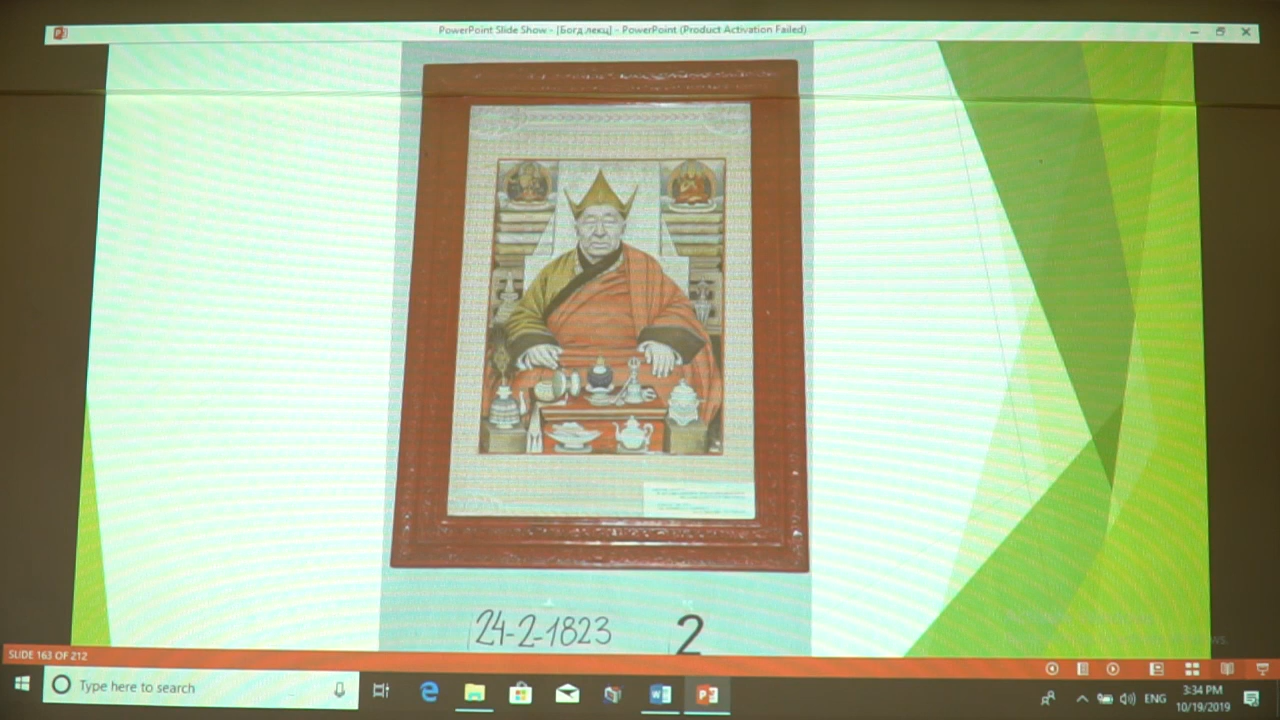 PowerPoint Slide Show - [Богд лекц] - PowerPoint (Product Activation Failed)
24-2-1823 2
SLIDE 163 OF 212
Type here to search
ENG
3:34 PM
10/19/2019